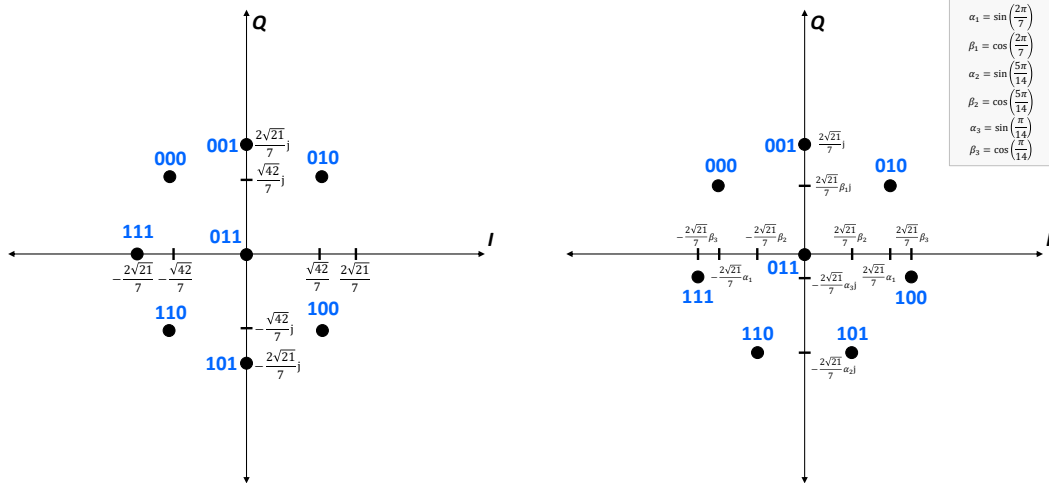 Q
001
2√21/7 j
000
010
√42/7 j
111
011
I
-2√21/7
-√42/7
√42/7
2√21/7
110
100
-√42/7 j
101
-2√21/7 j
Q
001
2√21/7 j
000
010
2√21/7 β₁j
-2√21/7 β₃
-2√21/7 β₂
2√21/7 β₂
2√21/7 β₃
011
-2√21/7 α₁
-2√21/7 α₃j
2√21/7 α₁
111
100
110
101
-2√21/7 α₂j
α₁ = sin(2π/7)
β₁ = cos(2π/7)
α₂ = sin(5π/14)
β₂ = cos(5π/14)
α₃ = sin(π/14)
β₃ = cos(π/14)